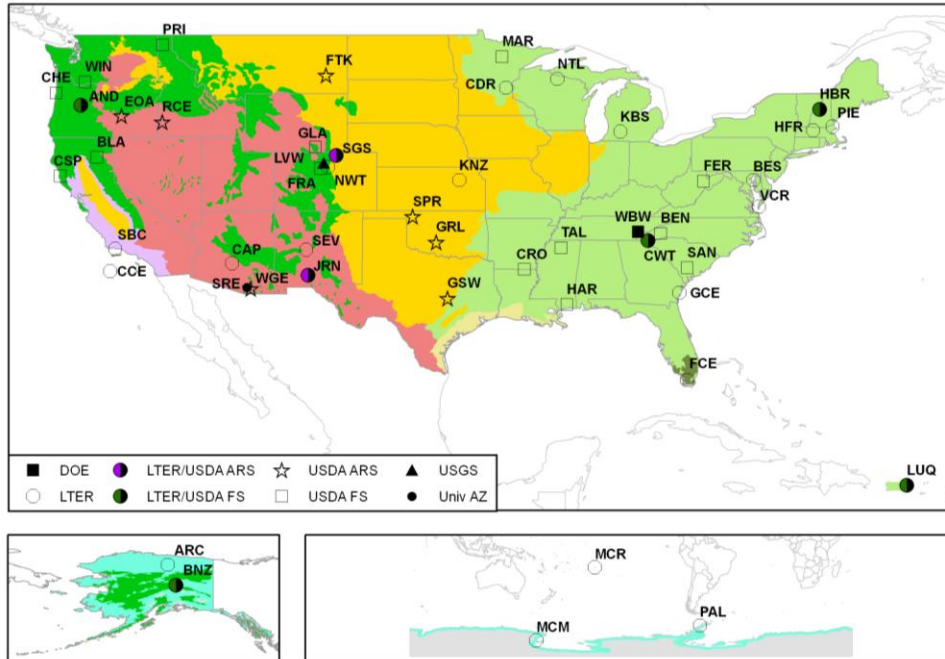 PRI
MAR
FTK
NTL
WIN
CHE
CDR
AND
EOA
RCE
HBR
PIE
KBS
HFR
BLA
GLA
SGS
LVW
CSP
FRA
NWT
KNZ
FER
BES
VCR
SPR
WBW
BEN
GRL
TAL
SBC
SEV
CAP
CWT
CRO
SAN
CCE
JRN
SRE
WGE
GSW
HAR
GCE
FCE
LUQ
DOE
LTER/USDA ARS
USDA ARS
USGS
LTER
LTER/USDA FS
USDA FS
Univ AZ
ARC
BNZ
MCR
PAL
MCM